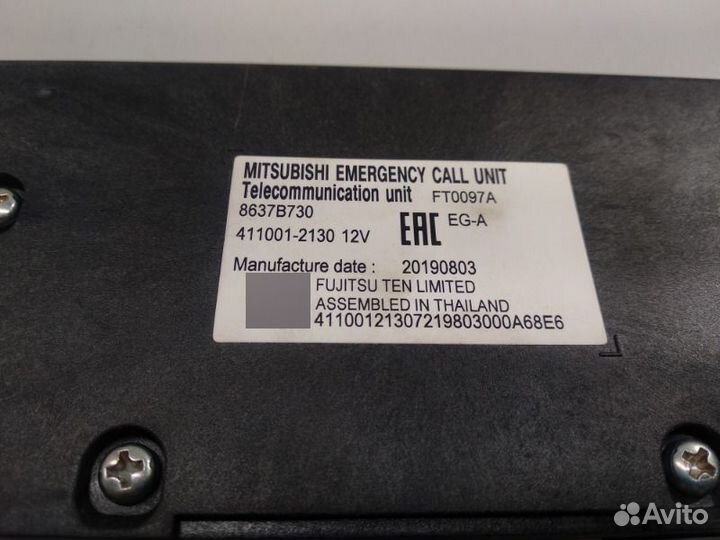 MITSUBISHI EMERGENCY CALL UNIT
Telecommunication unit FT0097A
8637B730 EAC EG-A
411001-2130 12V
Manufacture date : 20190803
FUJITSU TEN LIMITED
ASSEMBLED IN THAILAND
41100121307219803000A68E6
Avito